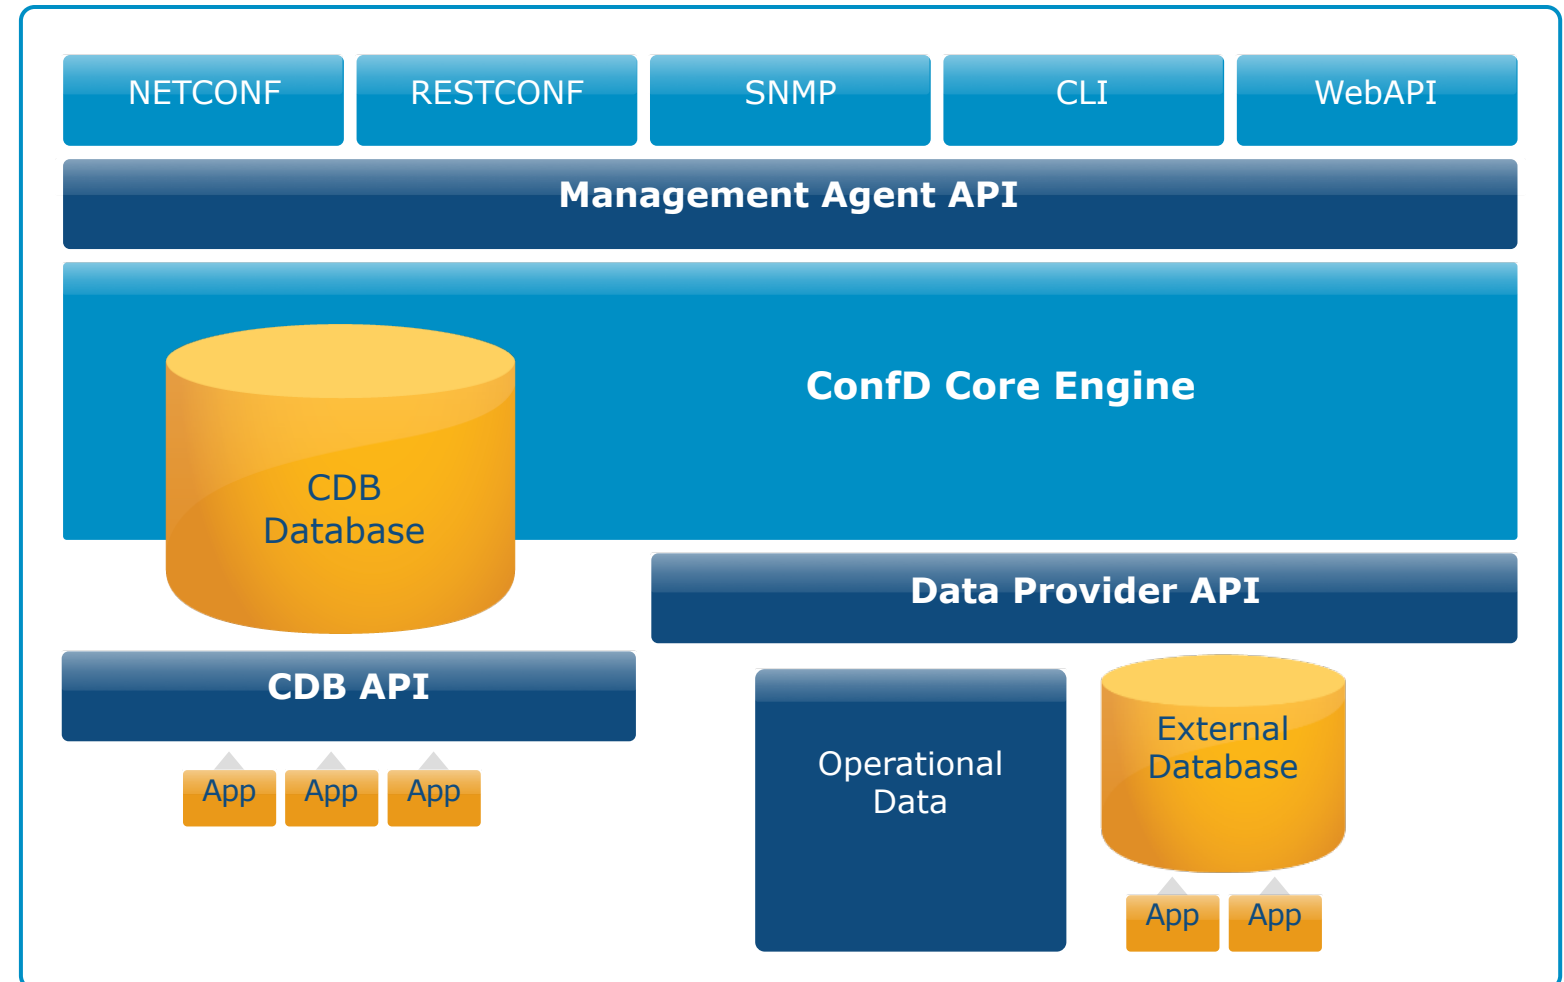 NETCONF
RESTCONF
SNMP
CLI
WebAPI
Management Agent API
ConfD Core Engine
CDB
Database
Data Provider API
CDB API
App
App
App
Operational
Data
External
Database
App
App